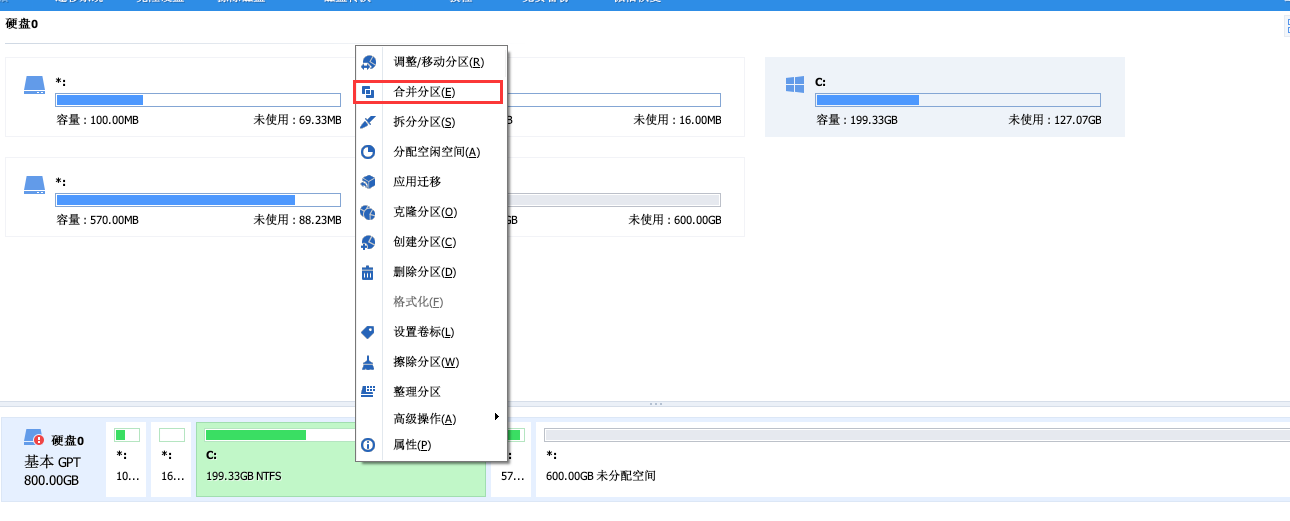 硬盘0
*:
容量 : 100.00MB 未使用 : 69.33MB
B 未使用 : 16.00MB
C:
容量 : 199.33GB 未使用 : 127.07GB
*:
容量 : 570.00MB 未使用 : 88.23MB
GB 未使用 : 600.00GB
调整/移动分区(R)
合并分区(E)
拆分分区(S)
分配空闲空间(A)
应用迁移
克隆分区(O)
创建分区(C)
删除分区(D)
格式化(F)
设置卷标(L)
擦除分区(W)
整理分区
高级操作(A)
属性(P)
硬盘0
基本 GPT
800.00GB
*:
10...
*:
16...
C:
199.33GB NTFS
57...
*:
600.00GB 未分配空间